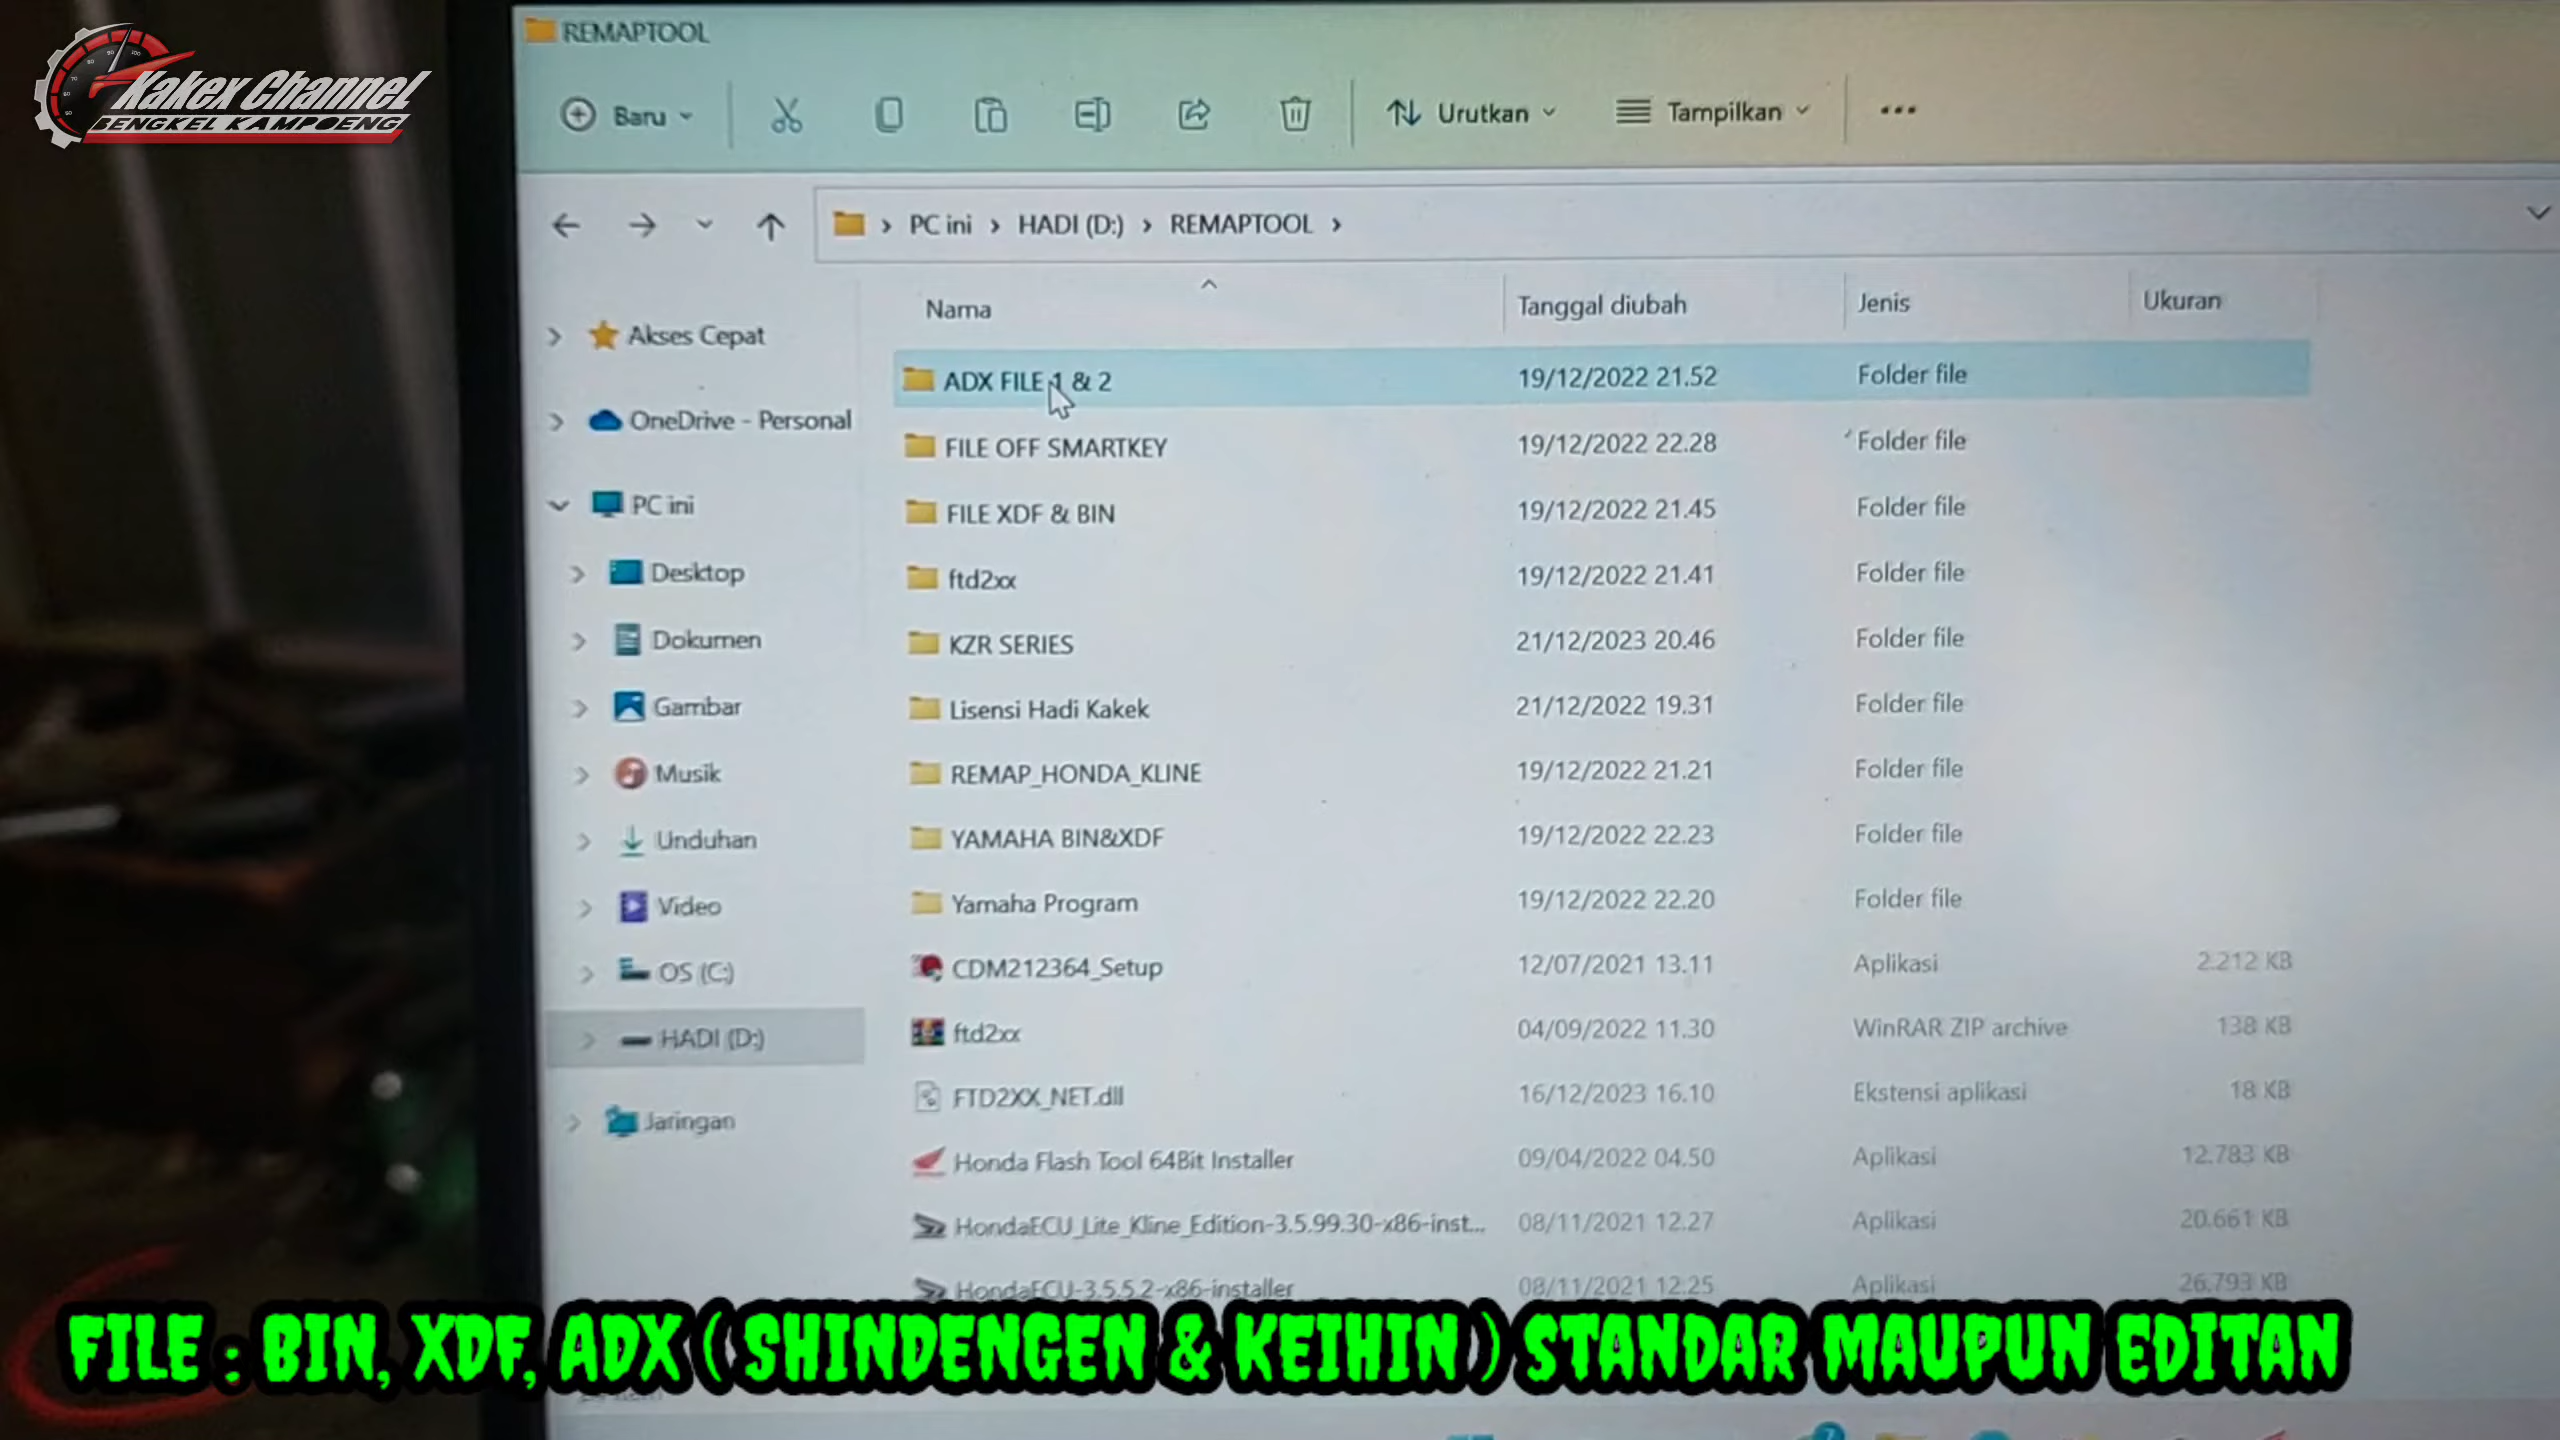 Kakex Channel
BENGKEL KAMPOENG
REMAPTOOL
Baru
Urutkan
Tampilkan
PC ini > HADI (D:) > REMAPTOOL >
Nama Tanggal diubah Jenis Ukuran
Akses Cepat
OneDrive - Personal
PC ini
Desktop
Dokumen
Gambar
Musik
Unduhan
Video
OS (C:)
HADI (D:)
Jaringan
ADX FILE 1 & 2 19/12/2022 21.52 Folder file
FILE OFF SMARTKEY 19/12/2022 22.28 Folder file
FILE XDF & BIN 19/12/2022 21.45 Folder file
ftd2xx 19/12/2022 21.41 Folder file
KZR SERIES 21/12/2023 20.46 Folder file
Lisensi Hadi Kakek 21/12/2022 19.31 Folder file
REMAP_HONDA_KLINE 19/12/2022 21.21 Folder file
YAMAHA BIN&XDF 19/12/2022 22.23 Folder file
Yamaha Program 19/12/2022 22.20 Folder file
CDM212364_Setup 12/07/2021 13.11 Aplikasi 2.212 KB
ftd2xx 04/09/2022 11.30 WinRAR ZIP archive 138 KB
FTD2XX_NET.dll 16/12/2023 16.10 Ekstensi aplikasi 18 KB
Honda Flash Tool 64Bit Installer 09/04/2022 04.50 Aplikasi 12.783 KB
HondaECU_Lite_Kline_Edition-3.5.99.30-x86-inst... 08/11/2021 12.27 Aplikasi 20.661 KB
HondaECU-3.5.5.2-x86-installer 08/11/2021 12.25 Aplikasi 26.793 KB
FILE : BIN, XDF, ADX ( SHINDENGEN & KEIHIN ) STANDAR MAUPUN EDITAN